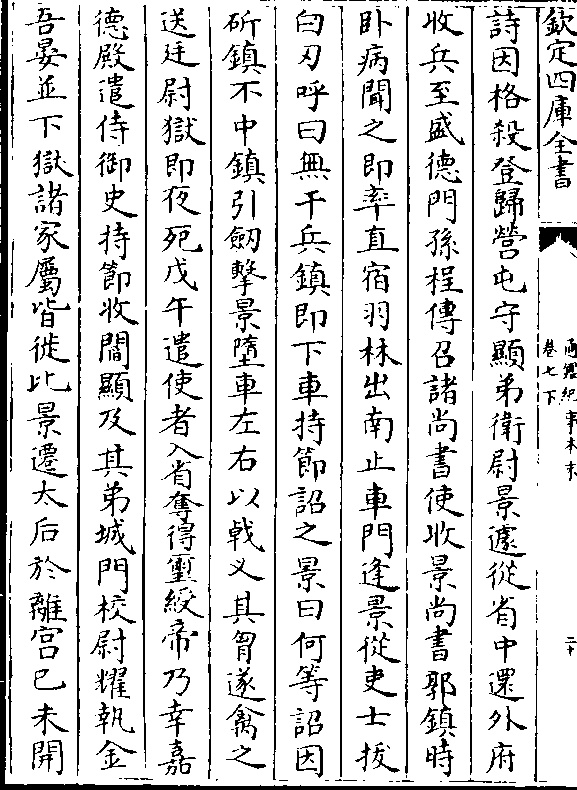 欽定四庫全書
通鑑紀事本末
卷七下
二十
詩因格殺登歸營屯守顯弟衛尉景遽從省中還外府
收兵至盛德門孫程傳召諸尚書使收景尚書郭鎮時
卧病聞之即率直宿羽林出南止車門逢景從吏士拔
白刃呼曰無干兵鎮即下車持節詔之景曰何等詔因
斫鎮不中鎮引劔擊景墮車左右以戟乂其胷遂禽之
送廷尉獄即夜死戊午遣使者入省奪得璽綬帝乃幸嘉
德殿遣侍御史持節收閻顯及其弟城門校尉耀執金
吾晏並下獄誅家屬皆徙比景遷太后於離宫己未開